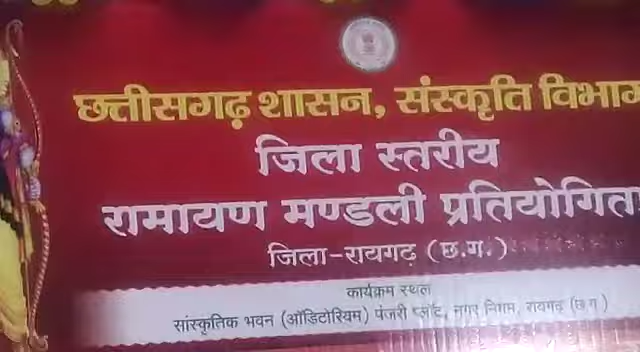 छत्तीसगढ़ शासन, संस्कृति विभाग
जिला स्तरीय
रामायण मण्डली प्रतियोगिता
जिला-रायगढ़ (छ.ग.)
कार्यक्रम स्थल
सांस्कृतिक भवन (ऑडिटोरियम) पंजरी प्लॉट, नगर निगम, रायगढ़ (छ.ग.)